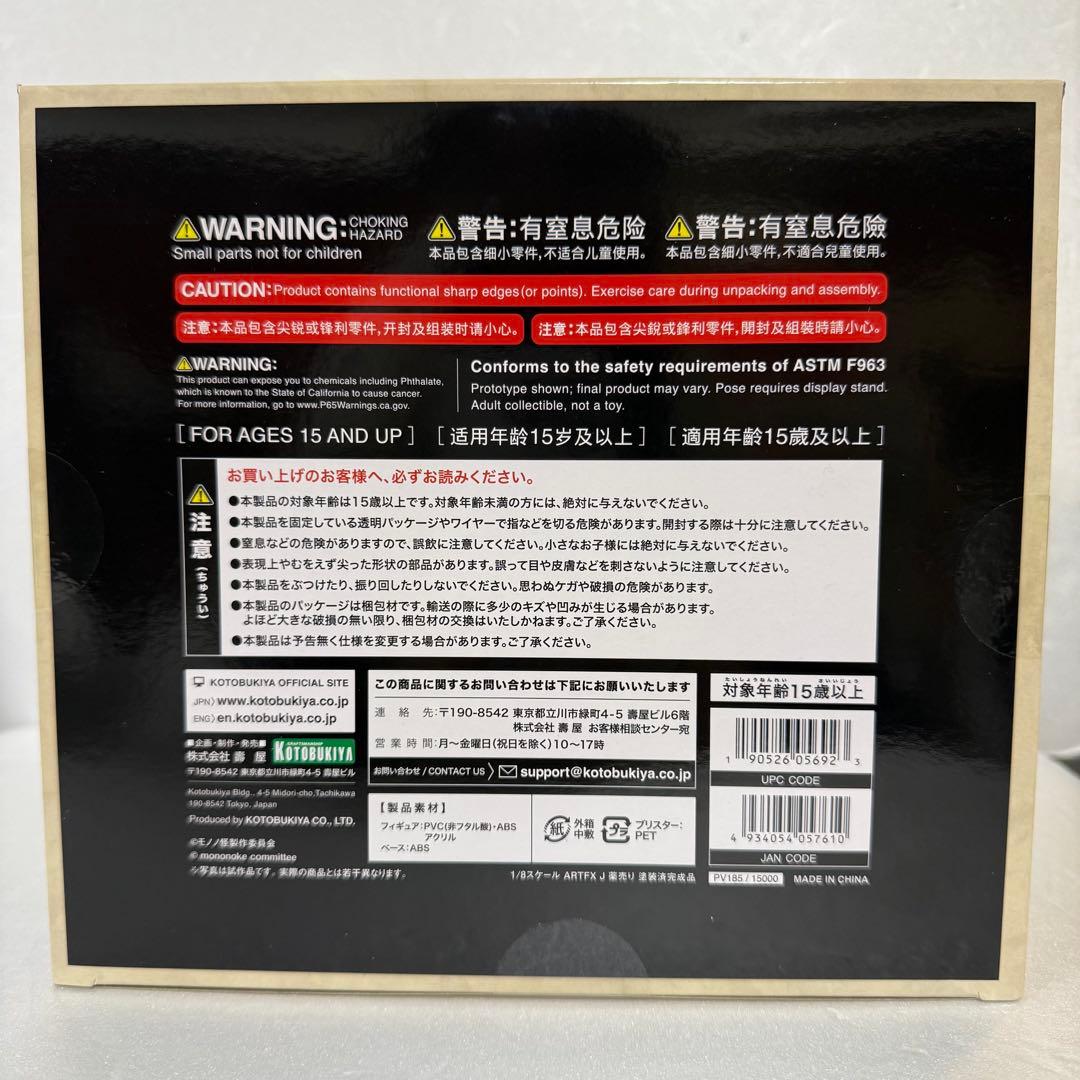 ⚠WARNING: CHOKING HAZARD
Small parts not for children
⚠警告:有窒息危险
本品包含细小零件,不适合儿童使用。
⚠警告:有窒息危險
本品包含細小零件,不適合兒童使用。
CAUTION: Product contains functional sharp edges(or points). Exercise care during unpacking and assembly.
注意:本品包含尖锐或锋利零件,开封及组装时请小心。
注意:本品包含尖銳或鋒利零件,開封及組裝時請小心。
⚠WARNING:
This product can expose you to chemicals including Phthalate,
which is known to the State of California to cause cancer.
For more information, go to www.P65Warnings.ca.gov.
Conforms to the safety requirements of ASTM F963
Prototype shown; final product may vary. Pose requires display stand.
Adult collectible, not a toy.
[FOR AGES 15 AND UP] [适用年龄15岁及以上] [適用年齡15歲及以上]
注意(ちゅうい)
お買い上げのお客様へ、必ずお読みください。
●本製品の対象年齢は15歳以上です。対象年齢未満の方には、絶対に与えないでください。
●本製品を固定している透明パッケージやワイヤーで指などを切る危険があります。開封する際は十分に注意してください。
●窒息などの危険がありますので、誤飲に注意してください。小さなお子様には絶対に与えないでください。
●表現上やむをえず尖った形状の部品があります。誤って目や皮膚などを刺さないように注意してください。
●本製品をぶつけたり、振り回したりしないでください。思わぬケガや破損の危険があります。
●本製品のパッケージは梱包材です。輸送の際に多少のキズや凹みが生じる場合があります。
よほど大きな破損の無い限り、梱包材の交換はいたしかねます。ご了承ください。
●本製品は予告無く仕様を変更する場合があります。ご了承ください。
KOTOBUKIYA OFFICIAL SITE
JPN〉www.kotobukiya.co.jp
ENG〉en.kotobukiya.co.jp
■企画・制作・発売■
株式会社 壽 屋
CRAFTSMANSHIP
KOTOBUKIYA
〒190-8542 東京都立川市緑町4-5 壽屋ビル
Kotobukiya Bldg., 4-5 Midori-cho,Tachikawa
190-8542 Tokyo, Japan
Produced by KOTOBUKIYA CO., LTD.
©モノノ怪製作委員会
© mononoke committee
※写真は試作品です。実際の商品とは若干異なります。
この商品に関するお問い合わせは下記にお願いいたします
連 絡 先:〒190-8542 東京都立川市緑町4-5 壽屋ビル6階
株式会社 壽 屋 お客様相談センター宛
営業時間:月〜金曜日(祝日を除く)10〜17時
お問い合わせ / CONTACT US 〉 support@kotobukiya.co.jp
【製品素材】
フィギュア:PVC(非フタル酸)・ABS
アクリル
ベース:ABS
紙 外箱
中敷
プラ ブリスター:
PET
1/8スケール ARTFX J 薬売り 塗装済完成品
たいしょうねんれい さいいじょう
対象年齢15歳以上
1 90526 05692 3
UPC CODE
4 934054 057610
JAN CODE
PV185 / 15000 MADE IN CHINA